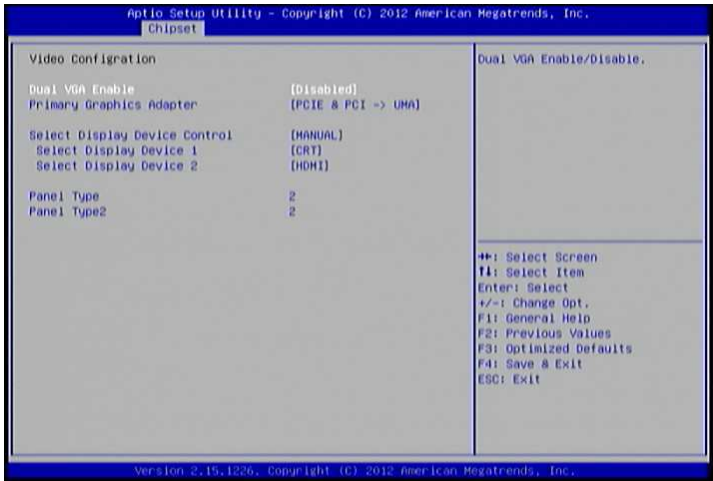 Aptio Setup Utility – Copyright (C) 2012 American Megatrends, Inc.
Chipset
Video Configration
Dual VGA Enable [Disabled]
Primary Graphics Adapter [PCIE & PCI -> UMA]
Select Display Device Control [MANUAL]
Select Display Device 1 [CRT]
Select Display Device 2 [HDMI]
Panel Type 2
Panel Type2 2
Dual VGA Enable/Disable.
→←: Select Screen
↑↓: Select Item
Enter: Select
+/-: Change Opt.
F1: General Help
F2: Previous Values
F3: Optimized Defaults
F4: Save & Exit
ESC: Exit
Version 2.15.1226. Copyright (C) 2012 American Megatrends, Inc.